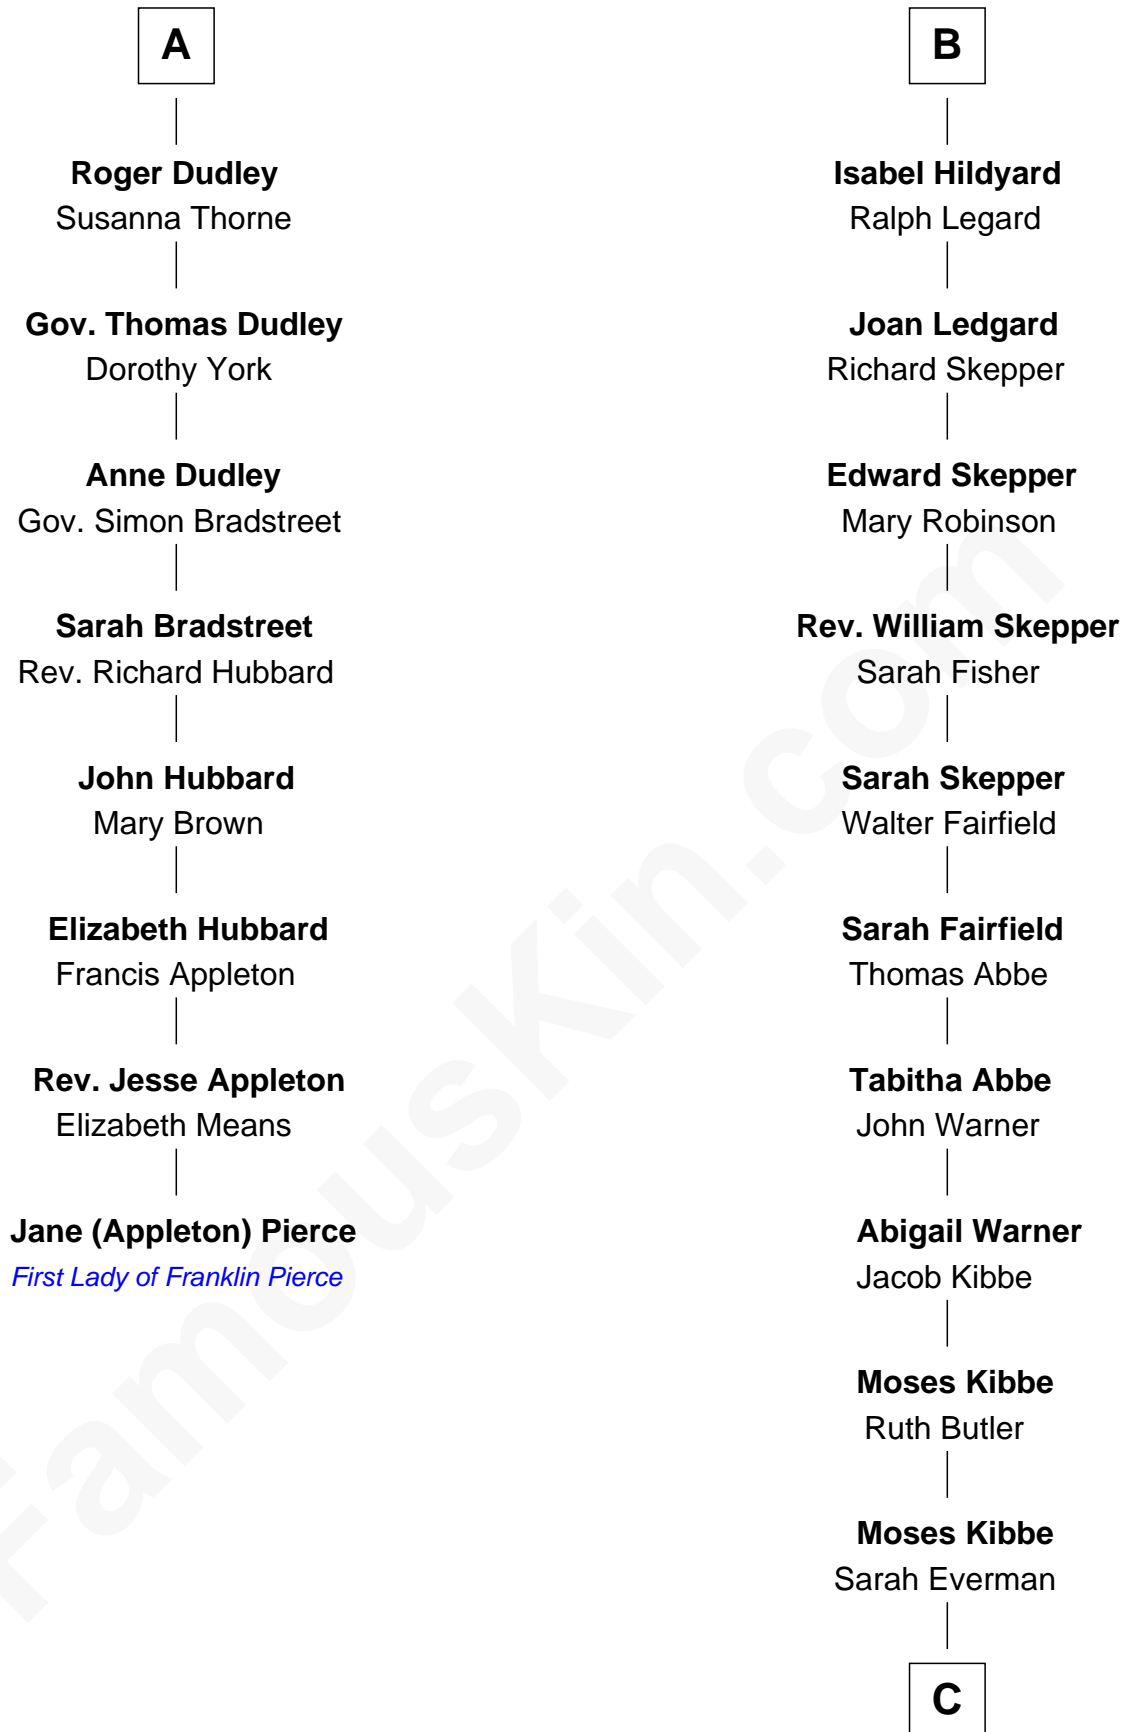 A
Roger Dudley
Susanna Thorne
Gov. Thomas Dudley
Dorothy York
Anne Dudley
Gov. Simon Bradstreet
Sarah Bradstreet
Rev. Richard Hubbard
John Hubbard
Mary Brown
Elizabeth Hubbard
Francis Appleton
Rev. Jesse Appleton
Elizabeth Means
Jane (Appleton) Pierce
First Lady of Franklin Pierce
B
Isabel Hildyard
Ralph Legard
Joan Ledgard
Richard Skepper
Edward Skepper
Mary Robinson
Rev. William Skepper
Sarah Fisher
Sarah Skepper
Walter Fairfield
Sarah Fairfield
Thomas Abbe
Tabitha Abbe
John Warner
Abigail Warner
Jacob Kibbe
Moses Kibbe
Ruth Butler
Moses Kibbe
Sarah Everman
C
FamousKin.com